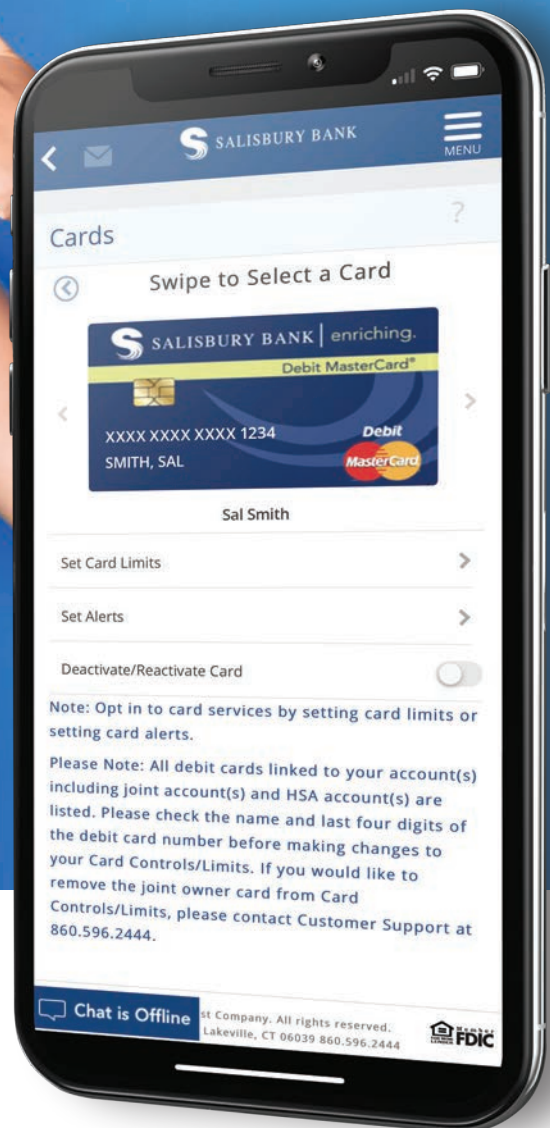 SALISBURY BANK
MENU
Cards
?
Swipe to Select a Card
SALISBURY BANK | enriching.
Debit MasterCard®
XXXX XXXX XXXX 1234
Debit
SMITH, SAL
MasterCard
Sal Smith
Set Card Limits
Set Alerts
Deactivate/Reactivate Card
Note: Opt in to card services by setting card limits or
setting card alerts.
Please Note: All debit cards linked to your account(s)
including joint account(s) and HSA account(s) are
listed. Please check the name and last four digits of
the debit card number before making changes to
your Card Controls/Limits. If you would like to
remove the joint owner card from Card
Controls/Limits, please contact Customer Support at
860.596.2444.
Chat is Offline
st Company. All rights reserved.
Lakeville, CT 06039 860.596.2444
Member
FDIC